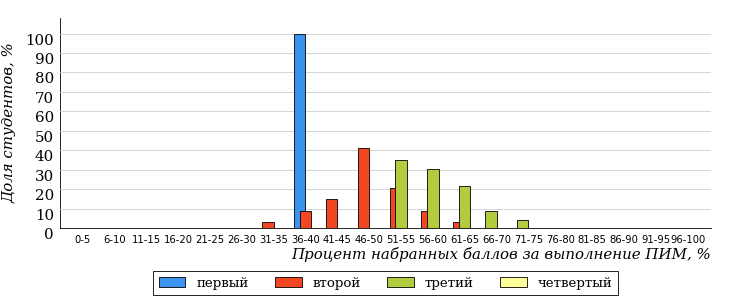 Доля студентов, %
100
90
80
70
60
50
40
30
20
10
0
0-5 6-10 11-15 16-20 21-25 26-30 31-35 36-40 41-45 46-50 51-55 56-60 61-65 66-70 71-75 76-80 81-85 86-90 91-95 96-100
Процент набранных баллов за выполнение ПИМ, %
первый второй третий четвертый